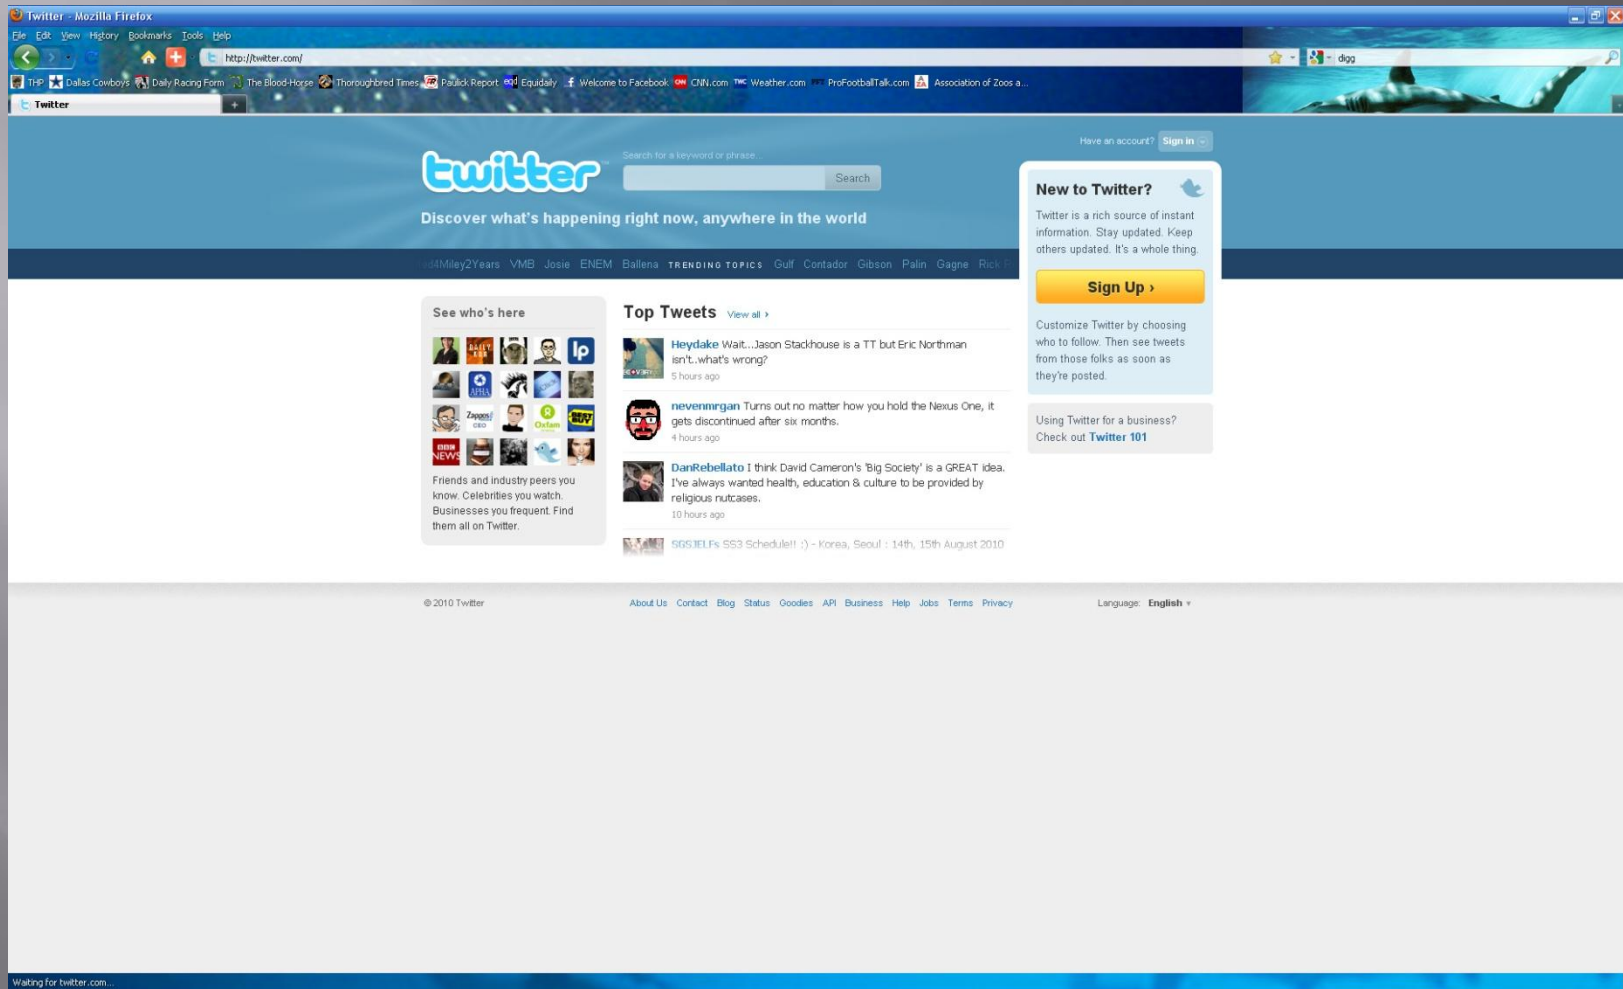 Twitter - Mozilla Firefox
File Edit View History Bookmarks Tools Help
http://twitter.com/
digg
THP Dallas Cowboys Daily Racing Form The Blood-Horse Thoroughbred Times Paulick Report Equidaily Welcome to Facebook CNN.com Weather.com ProFootballTalk.com Association of Zoos a...
Twitter
Have an account? Sign in
twitter
Search for a keyword or phrase...
Search
Discover what's happening right now, anywhere in the world
VMB Josie ENEM Ballena TRENDING TOPICS Gulf Contador Gibson Palin Gagne Rick
New to Twitter?
Twitter is a rich source of instant
information. Stay updated. Keep
others updated. It's a whole thing.
Sign Up ›
Customize Twitter by choosing
who to follow. Then see tweets
from those folks as soon as
they're posted.
Using Twitter for a business?
Check out Twitter 101
See who's here
lp
APHA
Zappos
CEO
Oxfam
BEST
BUY
NEWS
Friends and industry peers you
know. Celebrities you watch.
Businesses you frequent. Find
them all on Twitter.
Top Tweets View all ›
Heydake Wait...Jason Stackhouse is a TT but Eric Northman
isn't..what's wrong?
5 hours ago
nevenmrgan Turns out no matter how you hold the Nexus One, it
gets discontinued after six months.
4 hours ago
DanRebellato I think David Cameron's 'Big Society' is a GREAT idea.
I've always wanted health, education & culture to be provided by
religious nutcases.
10 hours ago
SGSJELFs SS3 Schedule!! :) - Korea, Seoul : 14th, 15th August 2010
© 2010 Twitter
About Us Contact Blog Status Goodies API Business Help Jobs Terms Privacy
Language: English
Waiting for twitter.com...